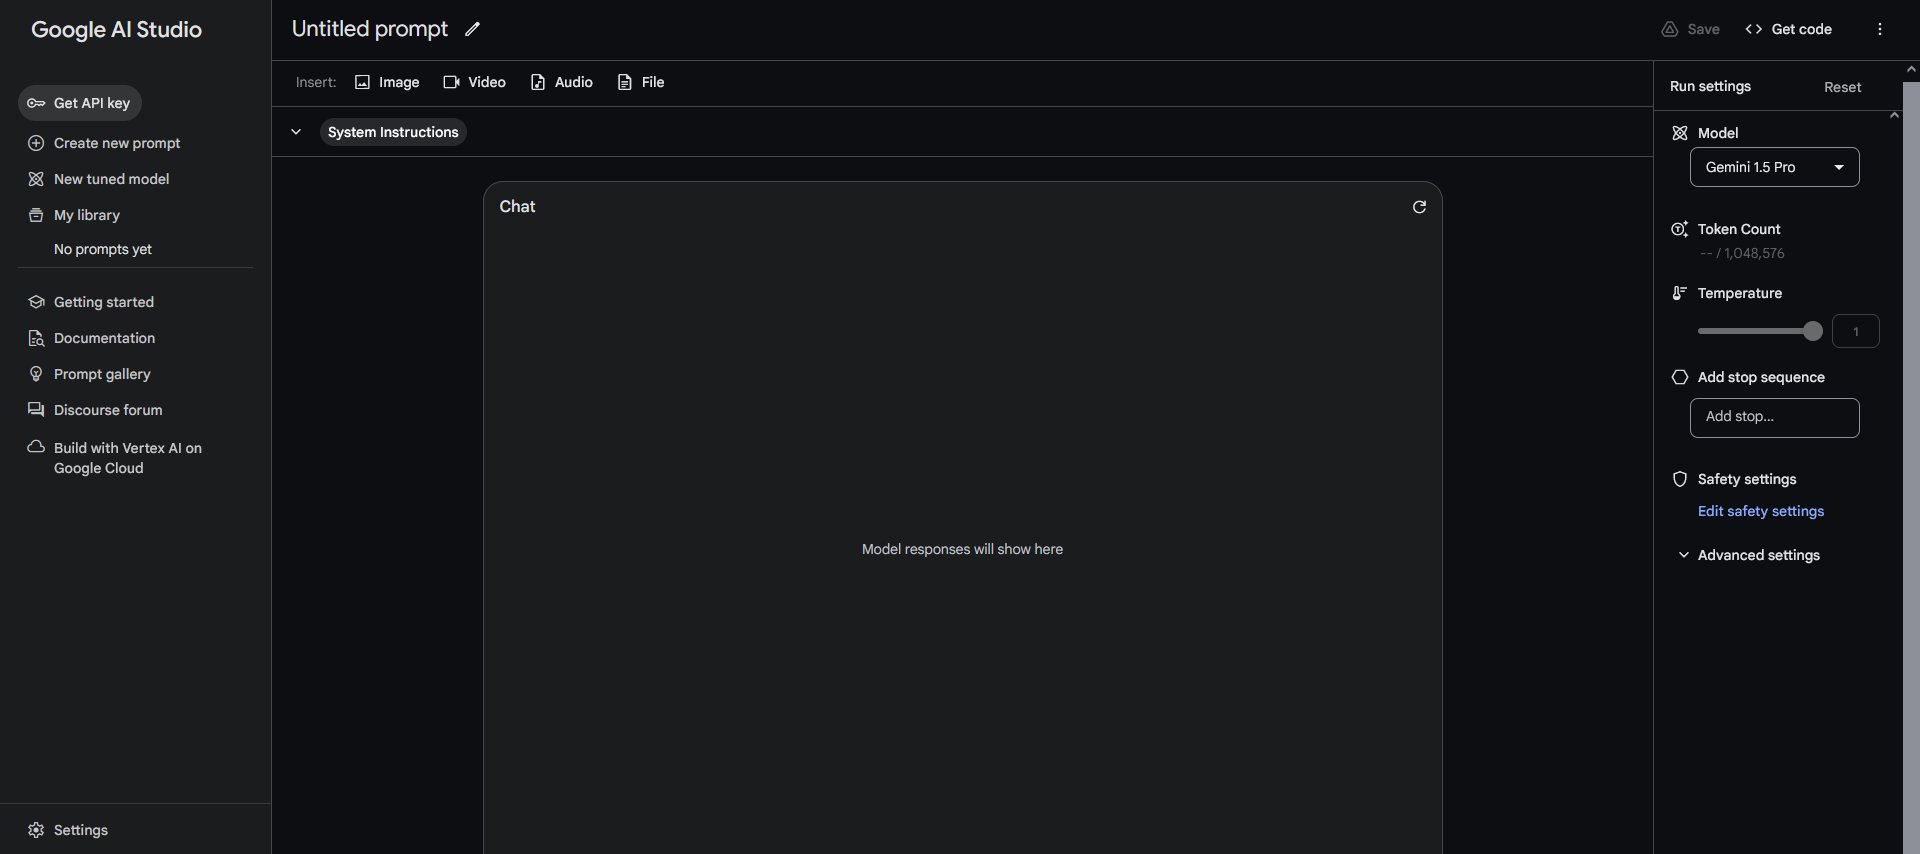 Google AI Studio
Get API key
Create new prompt
New tuned model
My library
No prompts yet
Getting started
Documentation
Prompt gallery
Discourse forum
Build with Vertex AI on
Google Cloud
Settings
Untitled prompt
Save
Get code
Insert:
Image
Video
Audio
File
System Instructions
Chat
Model responses will show here
Run settings
Reset
Model
Gemini 1.5 Pro
Token Count
-- / 1,048,576
Temperature
1
Add stop sequence
Add stop...
Safety settings
Edit safety settings
Advanced settings